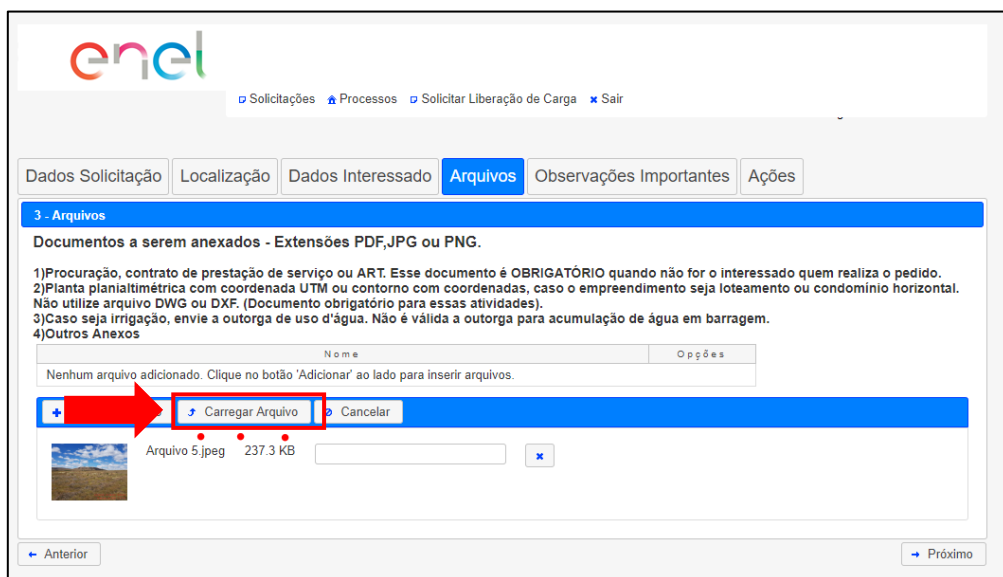 enel
Solicitações Processos Solicitar Liberação de Carga Sair
Dados Solicitação Localização Dados Interessado Arquivos Observações Importantes Ações
3 - Arquivos
Documentos a serem anexados - Extensões PDF,JPG ou PNG.
1)Procuração, contrato de prestação de serviço ou ART. Esse documento é OBRIGATÓRIO quando não for o interessado quem realiza o pedido.
2)Planta planialtimétrica com coordenada UTM ou contorno com coordenadas, caso o empreendimento seja loteamento ou condomínio horizontal.
Não utilize arquivo DWG ou DXF. (Documento obrigatório para essas atividades).
3)Caso seja irrigação, envie a outorga de uso d'água. Não é válida a outorga para acumulação de água em barragem.
4)Outros Anexos
Nome Opções
Nenhum arquivo adicionado. Clique no botão 'Adicionar' ao lado para inserir arquivos.
Carregar Arquivo Cancelar
Arquivo 5.jpeg 237.3 KB
Anterior Próximo